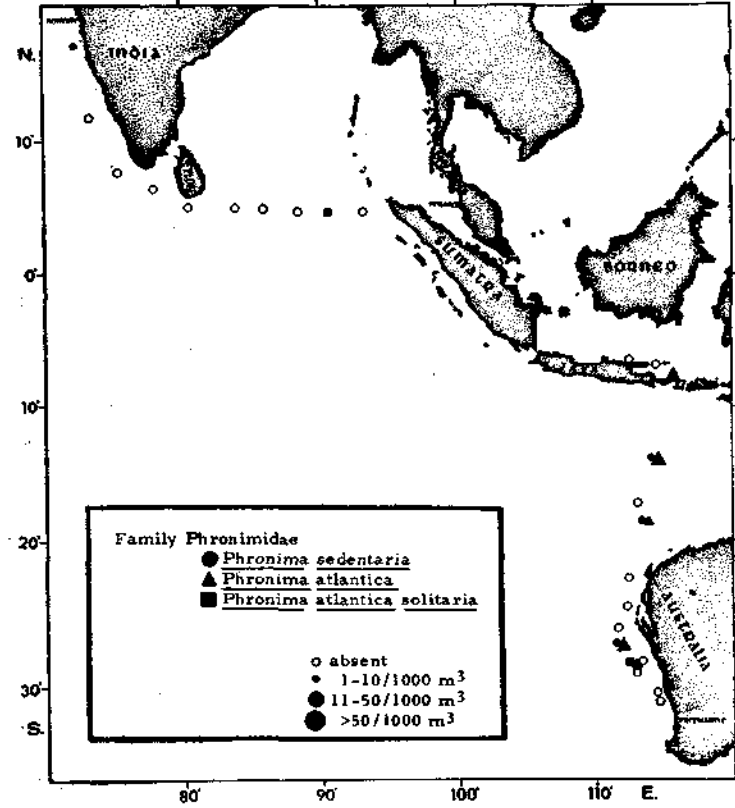 N.
INDIA
10°
SUMATRA
BORNEO
0°
JAVA
10°
Family Phronimidae
Phronima sedentaria
Phronima atlantica
Phronima atlantica solitaria
absent
1-10/1000 m³
11-50/1000 m³
>50/1000 m³
20°
AUSTRALIA
30°
S.
80° 90° 100° 110° E.